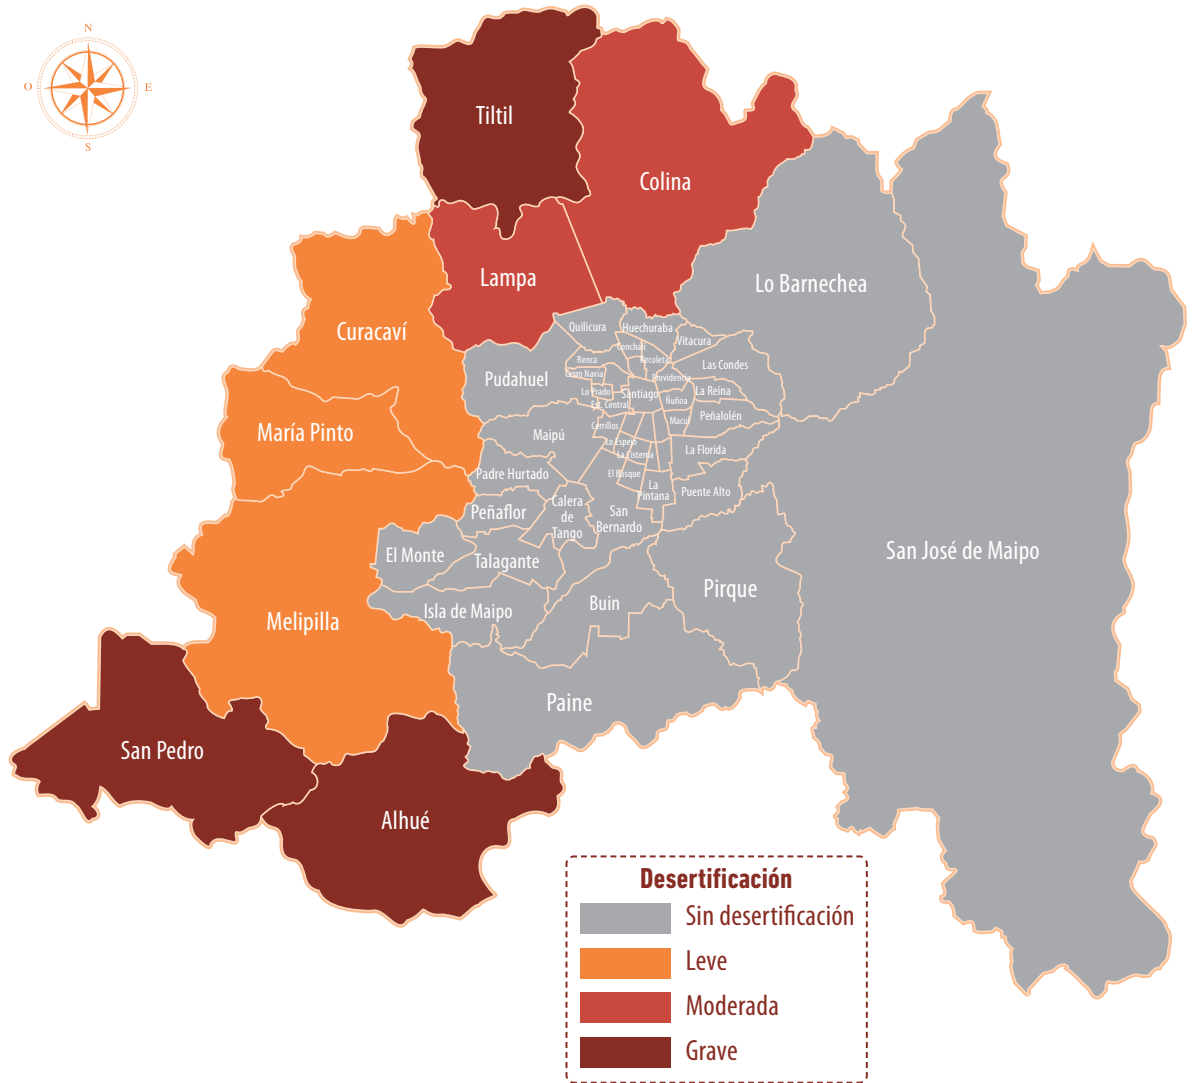 N
O
E
S
Tiltil
Colina
Lampa
Lo Barnechea
Curacaví
Quilicura
Huechuraba
Vitacura
Conchalí
Renca
Recoleta
Las Condes
Cerro Navia
Providencia
Pudahuel
Lo Prado
Santiago
La Reina
Ñuñoa
Est. Central
Macul
Peñalolén
Cerrillos
María Pinto
Maipú
Lo Espejo
La Florida
La Cisterna
Padre Hurtado
El Bosque
La
Pintana
Puente Alto
Peñaflor
Calera
de
Tango
San
Bernardo
El Monte
Talagante
San José de Maipo
Pirque
Isla de Maipo
Buin
Melipilla
Paine
San Pedro
Alhué
Desertificación
Sin desertificación
Leve
Moderada
Grave